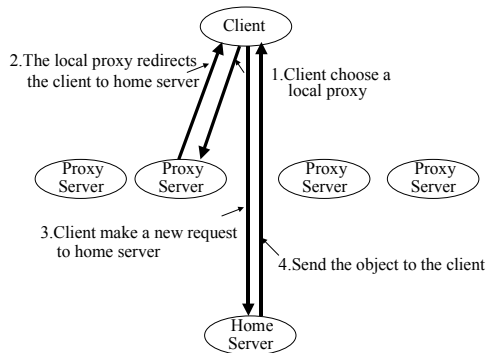 Client
2.The local proxy redirects
the client to home server
1.Client choose a
local proxy
Proxy
Server
Proxy
Server
Proxy
Server
Proxy
Server
3.Client make a new request
to home server
4.Send the object to the client
Home
Server